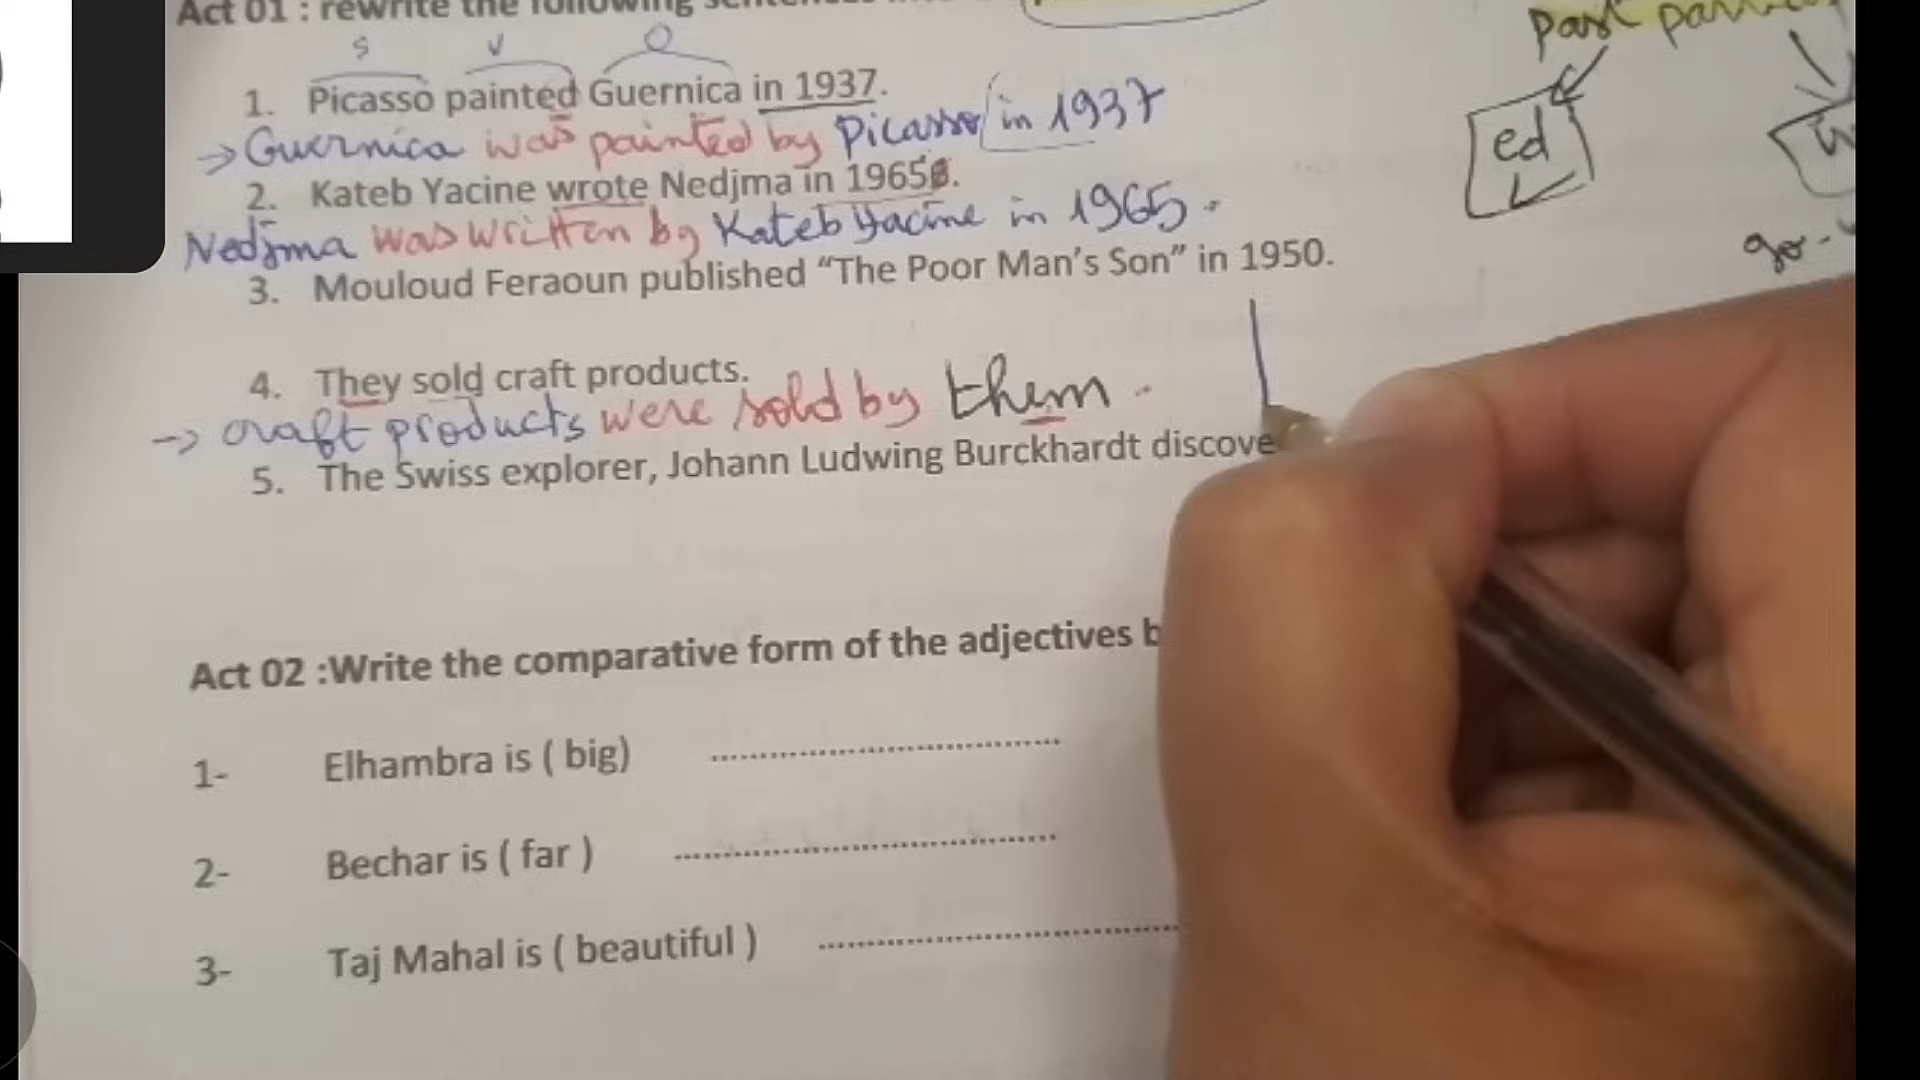 Act 01 : rewrite the following sentences
past
S V O
1. Picasso painted Guernica in 1937.
ed
→ Guernica was painted by Picasso in 1937
2. Kateb Yacine wrote Nedjma in 1965.
Nedjma was written by Kateb Yacine in 1965.
go-
3. Mouloud Feraoun published “The Poor Man’s Son” in 1950.
4. They sold craft products.
→ craft products were sold by them.
5. The Swiss explorer, Johann Ludwing Burckhardt discove
Act 02 :Write the comparative form of the adjectives b
1- Elhambra is ( big) ........................................
2- Bechar is ( far ) ........................................
3- Taj Mahal is ( beautiful ) ........................................